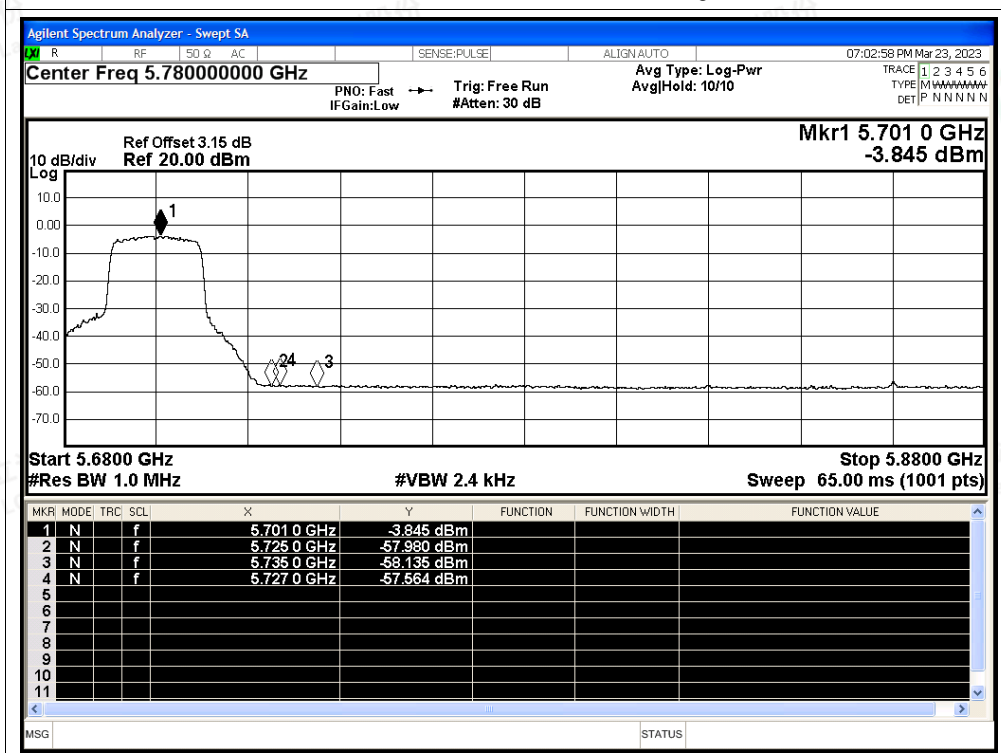 Agilent Spectrum Analyzer - Swept SA
LXI R RF 50 Ω AC SENSE:PULSE ALIGN AUTO 07:02:58 PM Mar 23, 2023
Center Freq 5.780000000 GHz
PNO: Fast
IFGain:Low
Trig: Free Run
#Atten: 30 dB
Avg Type: Log-Pwr
Avg|Hold: 10/10
TRACE 1 2 3 4 5 6
TYPE M
DET P N N N N N
Mkr1 5.701 0 GHz
-3.845 dBm
Ref Offset 3.15 dB
10 dB/div Ref 20.00 dBm
Log
10.0
0.00
-10.0
-20.0
-30.0
-40.0
-50.0
-60.0
-70.0
1
2 4 3
Start 5.6800 GHz Stop 5.8800 GHz
#Res BW 1.0 MHz #VBW 2.4 kHz Sweep 65.00 ms (1001 pts)
MKR MODE TRC SCL X Y FUNCTION FUNCTION WIDTH FUNCTION VALUE
1 N f 5.701 0 GHz -3.845 dBm
2 N f 5.725 0 GHz -57.980 dBm
3 N f 5.735 0 GHz -58.135 dBm
4 N f 5.727 0 GHz -57.564 dBm
5
6
7
8
9
10
11
MSG STATUS